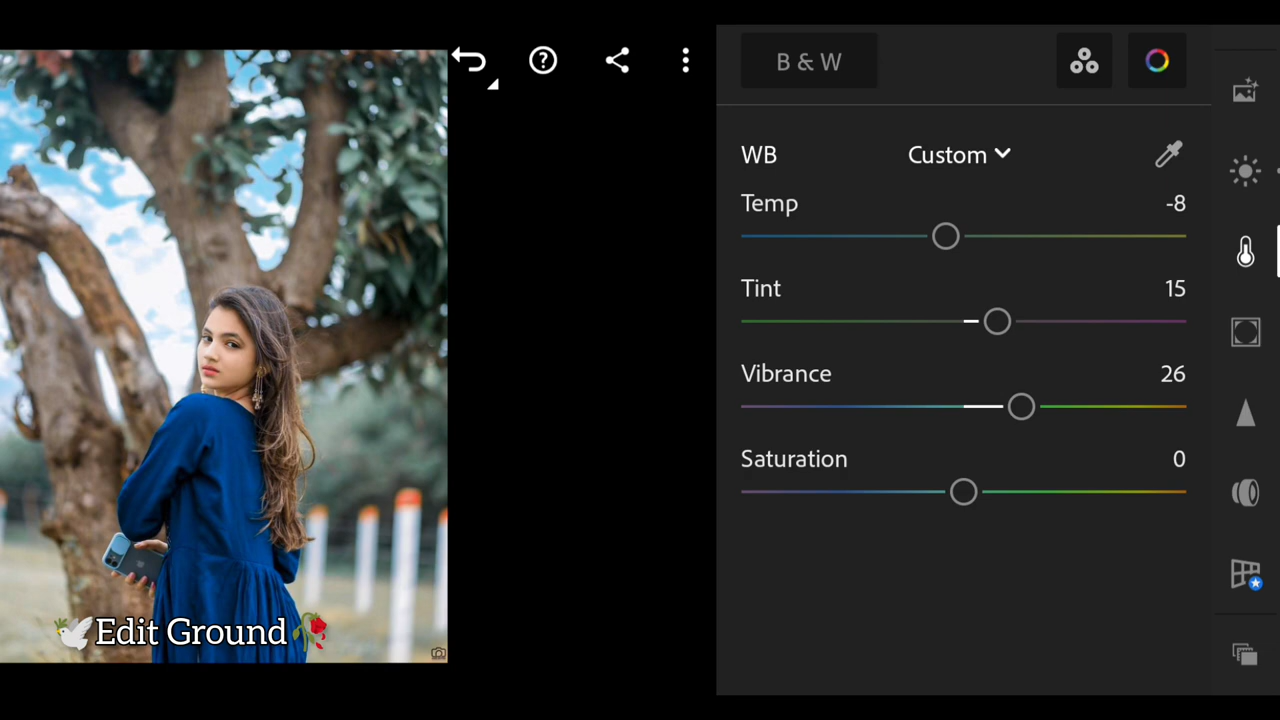 B & W
WB Custom
Temp -8
Tint 15
Vibrance 26
Saturation 0
🕊️Edit Ground🥀